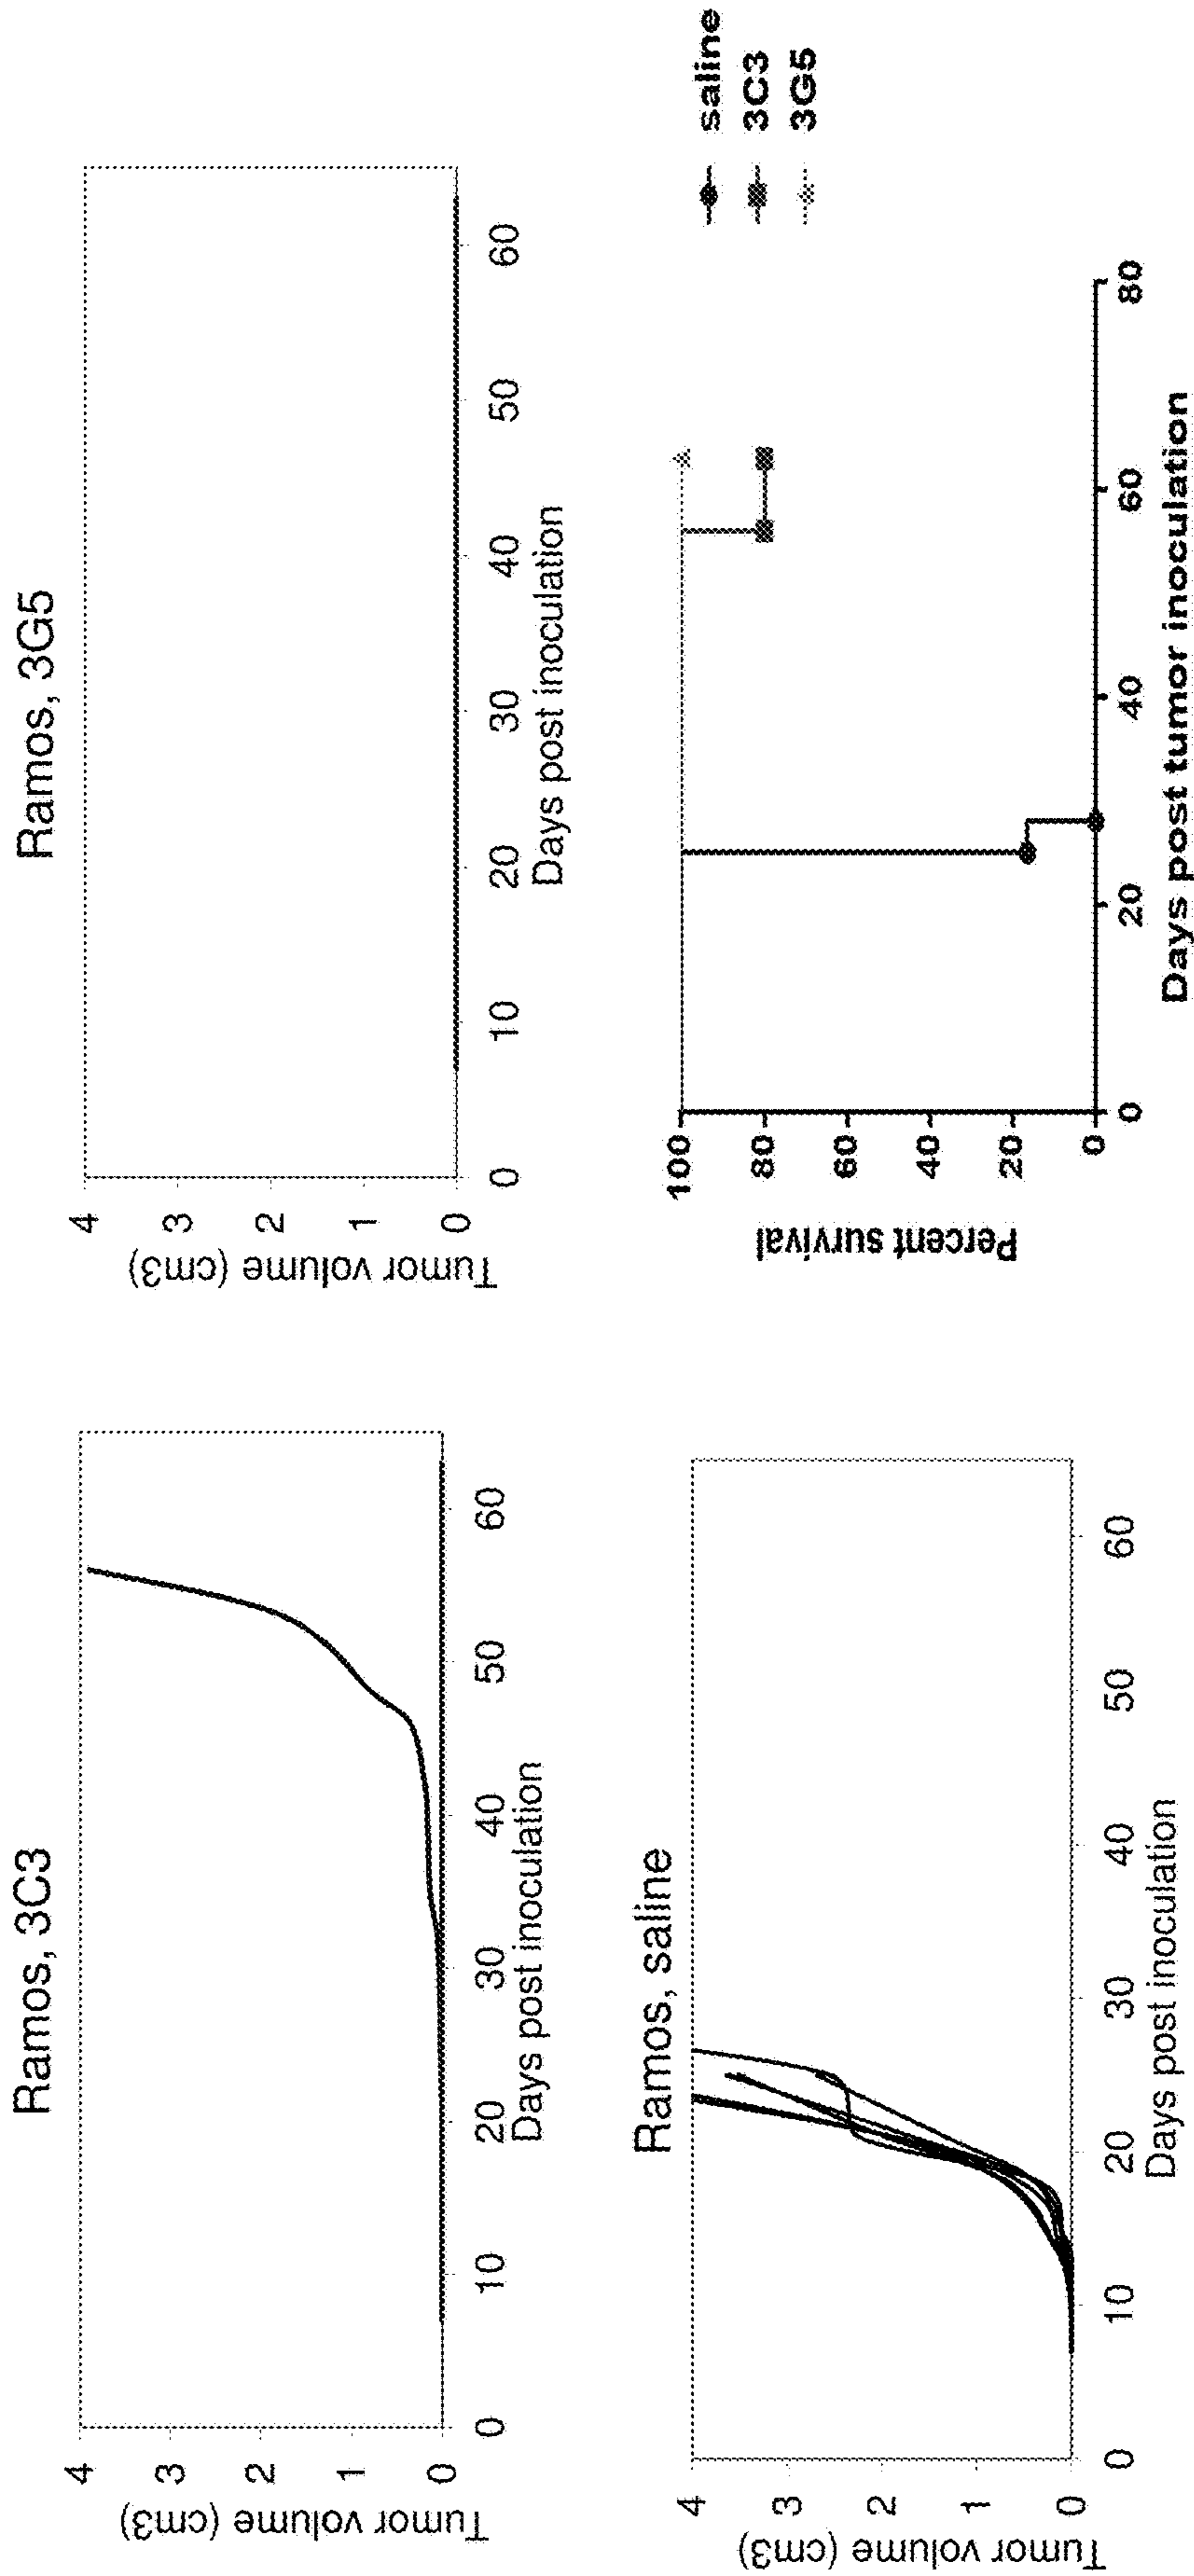 Ramos, 3C3
Tumor volume (cm3)
4
3
2
1
0
0 10 20 30 40 50 60
Days post inoculation
Ramos, 3G5
Tumor volume (cm3)
4
3
2
1
0
0 10 20 30 40 50 60
Days post inoculation
Ramos, saline
Tumor volume (cm3)
4
3
2
1
0
0 10 20 30 40 50 60
Days post inoculation
Percent survival
100
80
60
40
20
0
0 20 40 60 80
Days post tumor inoculation
saline
3C3
3G5